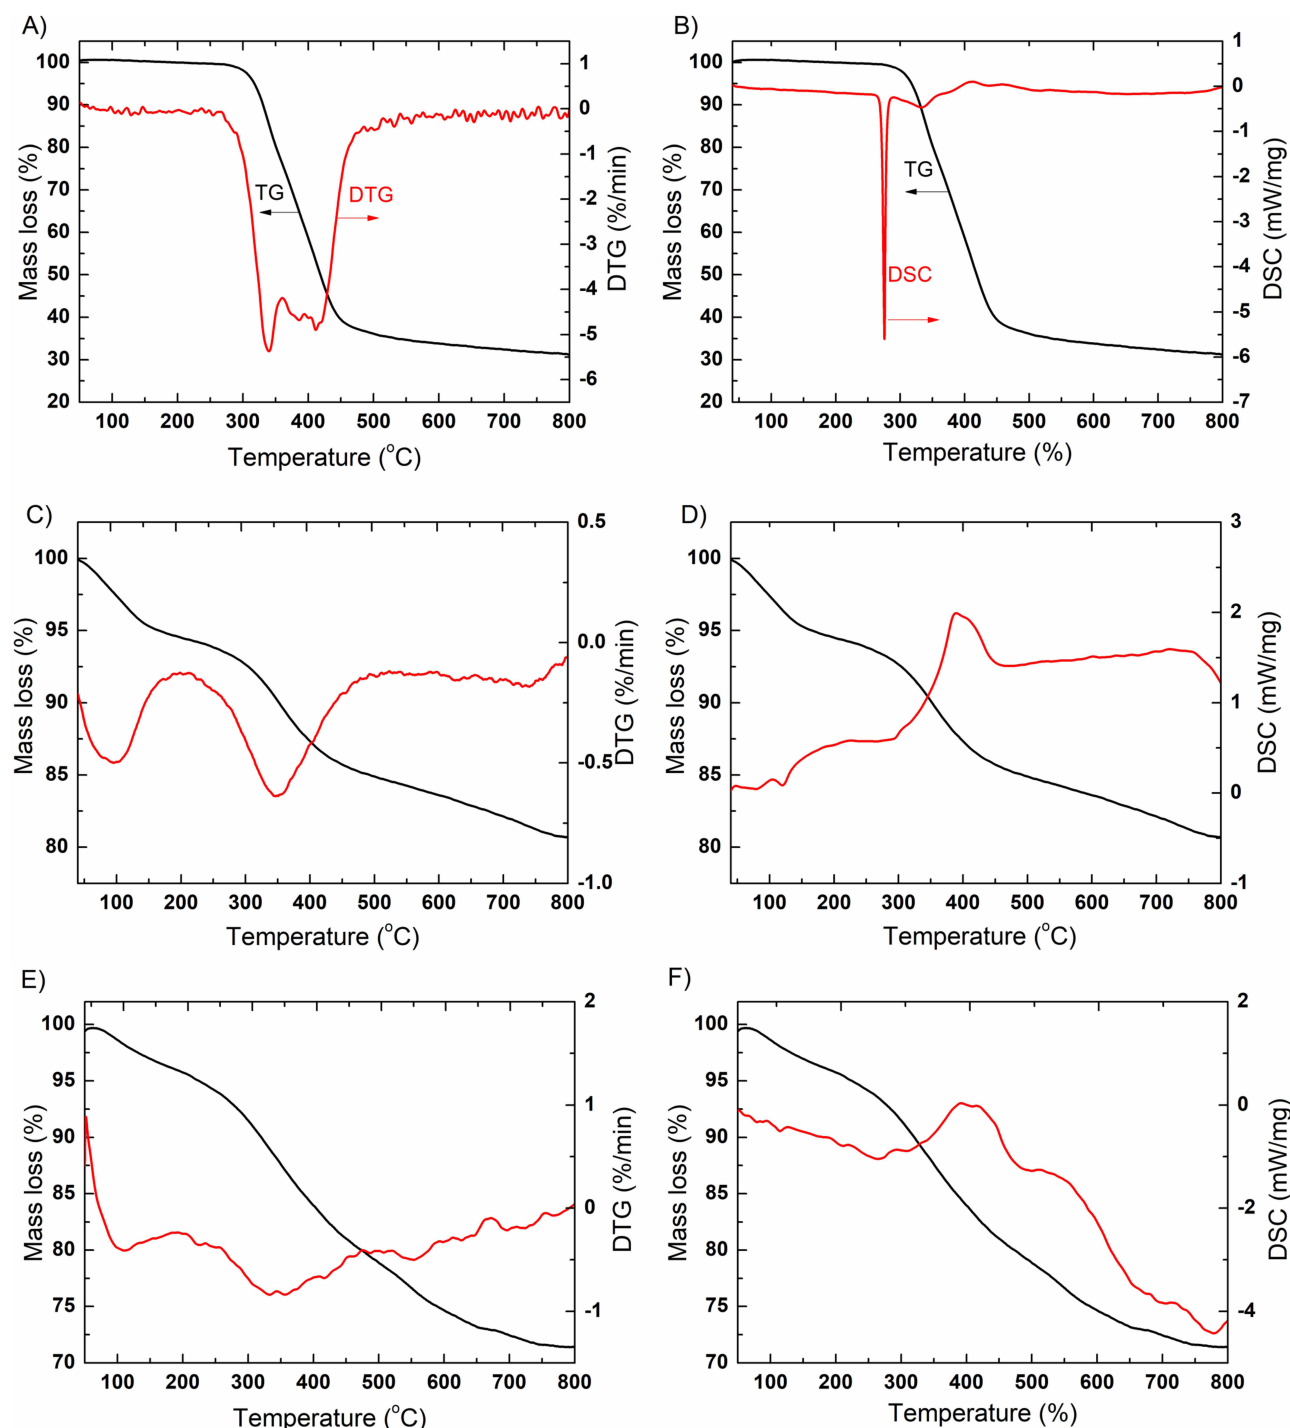 A)
100
90
80
70
60
50
40
30
20
Mass loss (%)
1
0
-1
-2
-3
-4
-5
-6
DTG (%/min)
TG
DTG
100 200 300 400 500 600 700 800
Temperature (°C)
B)
100
90
80
70
60
50
40
30
20
Mass loss (%)
1
0
-1
-2
-3
-4
-5
-6
-7
DSC (mW/mg)
TG
DSC
100 200 300 400 500 600 700 800
Temperature (%)
C)
100
95
90
85
80
Mass loss (%)
0.5
0.0
-0.5
-1.0
DTG (%/min)
100 200 300 400 500 600 700 800
Temperature (°C)
D)
100
95
90
85
80
Mass loss (%)
3
2
1
0
-1
DSC (mW/mg)
100 200 300 400 500 600 700 800
Temperature (°C)
E)
100
95
90
85
80
75
70
Mass loss (%)
2
1
0
-1
DTG (%/min)
100 200 300 400 500 600 700 800
Temperature (°C)
F)
100
95
90
85
80
75
70
Mass loss (%)
2
0
-2
-4
DSC (mW/mg)
100 200 300 400 500 600 700 800
Temperature (%)